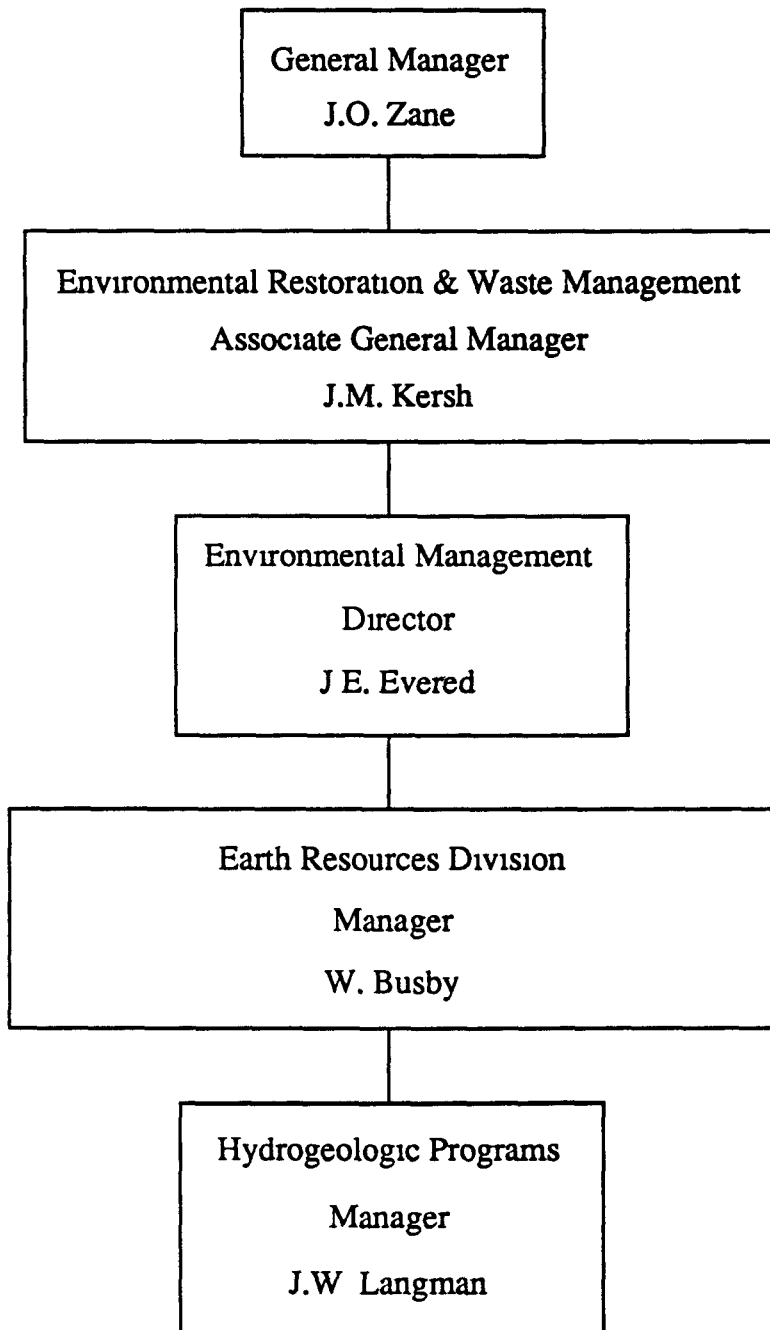 General Manager
J.O. Zane
Environmental Restoration & Waste Management
Associate General Manager
J.M. Kersh
Environmental Management
Director
J E. Evered
Earth Resources Division
Manager
W. Busby
Hydrogeologic Programs
Manager
J.W Langman